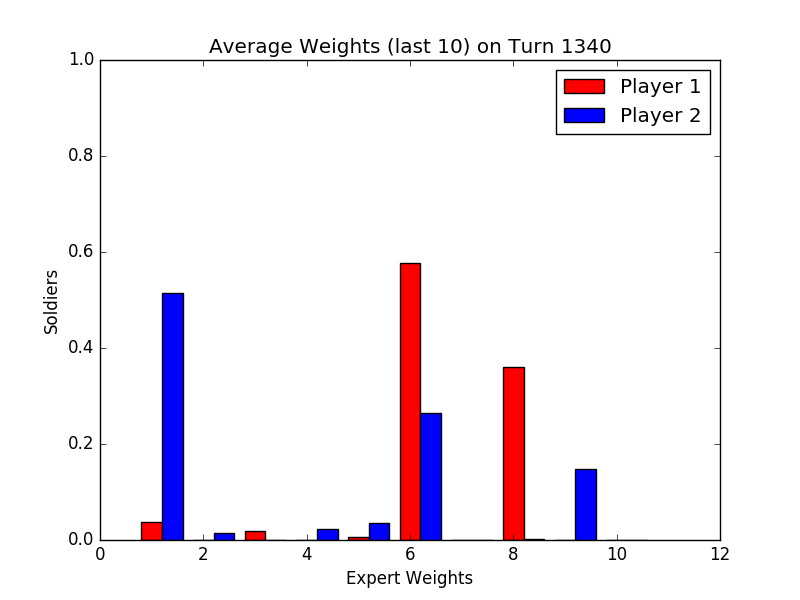 Average Weights (last 10) on Turn 1340
1.0
0.8
0.6
0.4
0.2
0.0
Soldiers
Player 1
Player 2
0 2 4 6 8 10 12
Expert Weights